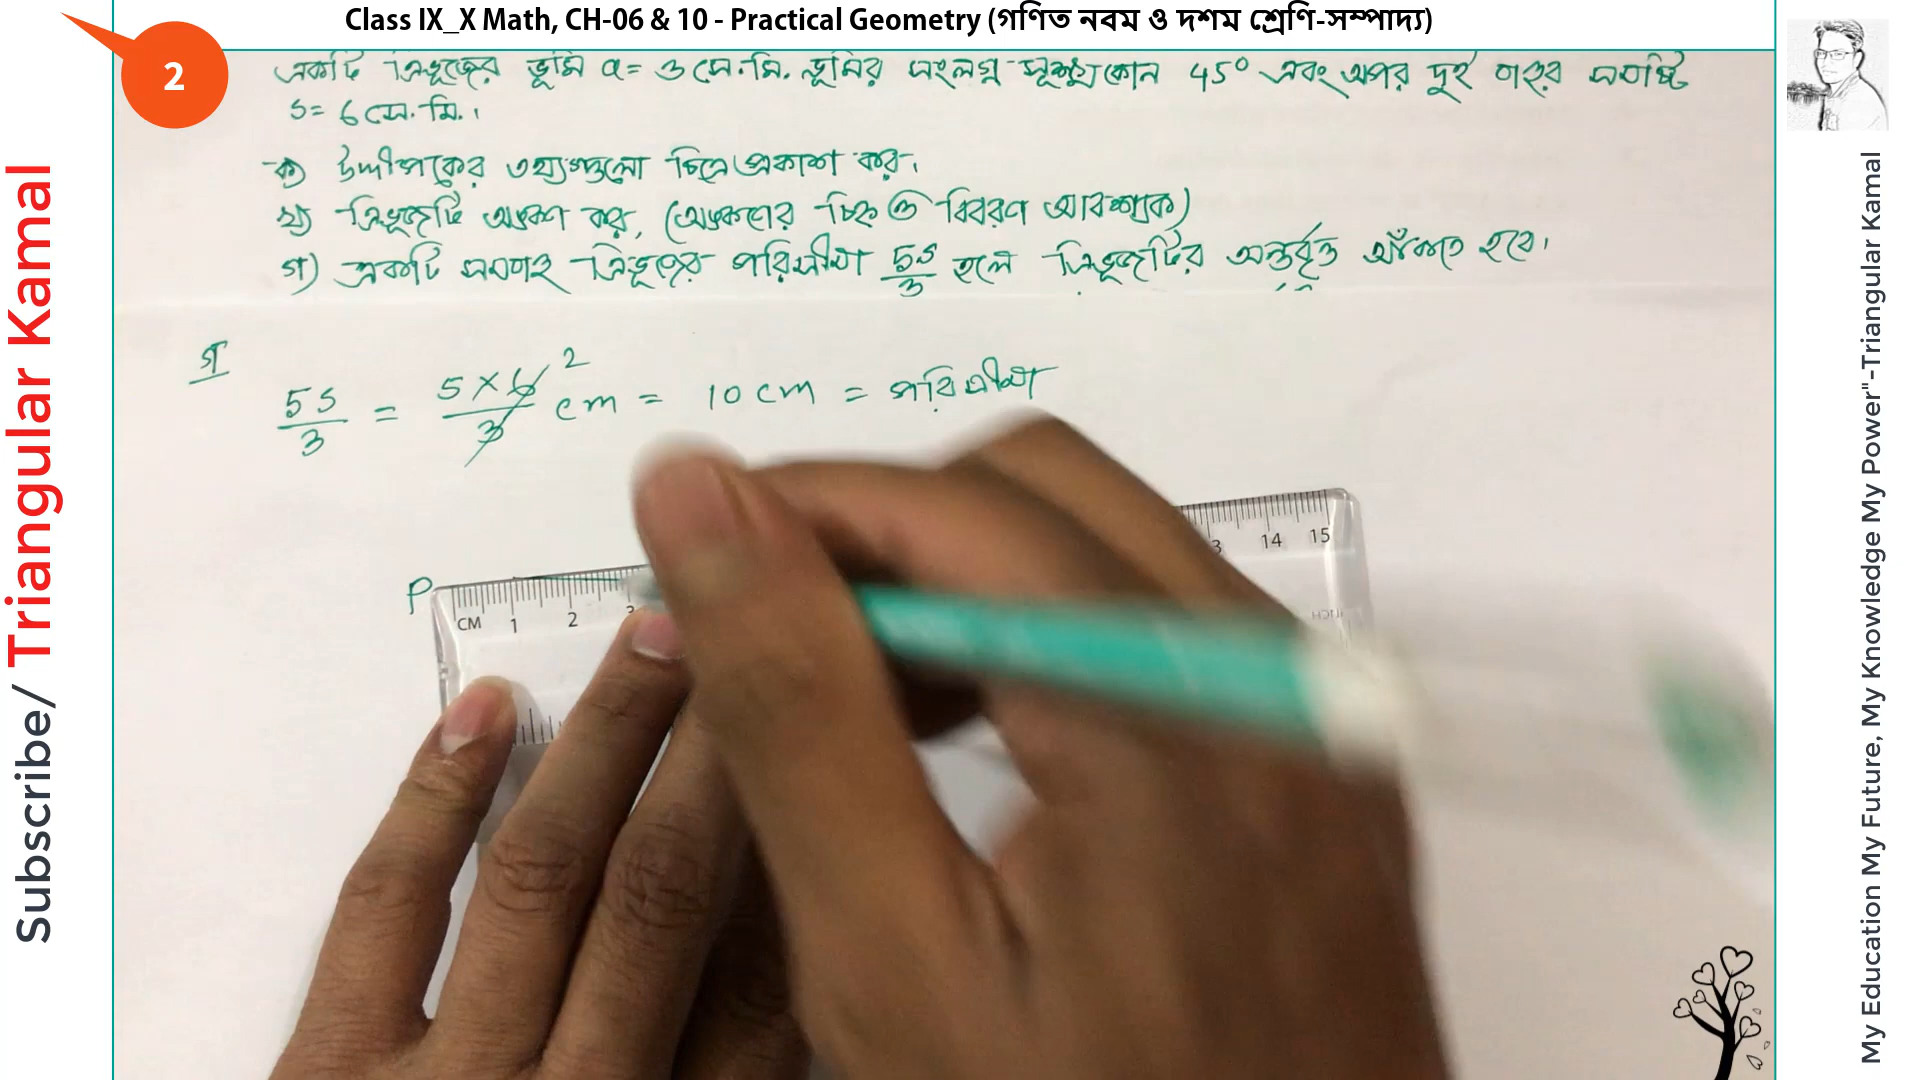 Class IX_X Math, CH-06 & 10 - Practical Geometry (গণিত নবম ও দশম শ্রেণি-সম্পাদ্য)
2
একটি ত্রিভুজের ভূমি a = ৩ সে.মি. ভূমির সংলগ্ন সূক্ষ্মকোন 45° এবং অপর দুই বাহুর সমষ্টি
s = 6 সে.মি.।
ক) উদ্দীপকের তথ্যগুলো চিত্রে প্রকাশ কর।
খ) ত্রিভুজটি অঙ্কন কর, (অঙ্কনের চিহ্ন ও বিবরণ আবশ্যক)
গ) একটি সমবাহু ত্রিভুজের পরিসীমা 5s/3 হলে ত্রিভুজটির অন্তর্বৃত্ত আঁকতে হবে।
গ
5s/3 = 5×6/3 2 cm = 10 cm = পরিসীমা
P
CM 1 2 3 14 15
Subscribe/ Triangular Kamal
My Education My Future, My Knowledge My Power"-Triangular Kamal